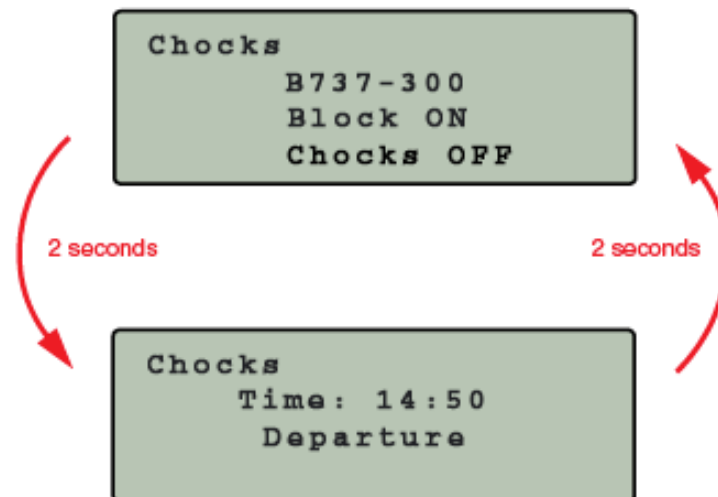 Chocks
B737-300
Block ON
Chocks OFF
2 seconds
2 seconds
Chocks
Time: 14:50
Departure